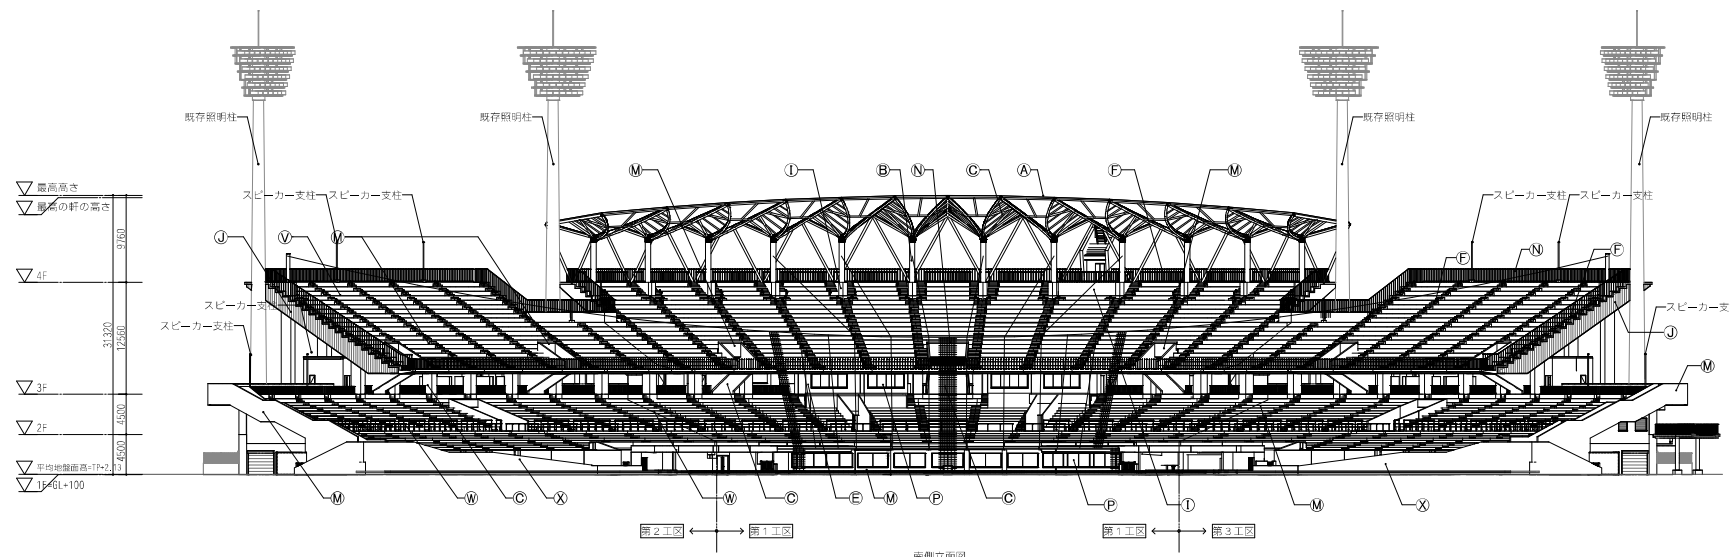 既存照明柱
既存照明柱
既存照明柱
既存照明柱
Ⓜ Ⓘ Ⓑ Ⓝ Ⓒ Ⓐ Ⓕ Ⓜ
最高高さ
スピーカー支柱
スピーカー支柱
スピーカー支柱
スピーカー支柱
最高の軒の高さ
9760
Ⓙ Ⓥ Ⓜ Ⓕ Ⓝ Ⓕ
4F
スピーカー支柱
スピーカー支柱
スピーカー支柱
31320
12560
Ⓙ
Ⓜ
3F
4500
2F
4500
平均地盤面高=TP+2.13
1F=GL+100
Ⓜ Ⓦ Ⓒ Ⓧ Ⓦ Ⓒ Ⓔ Ⓜ Ⓟ Ⓒ Ⓟ Ⓘ Ⓜ Ⓧ
第2工区
第1工区
第1工区
第3工区